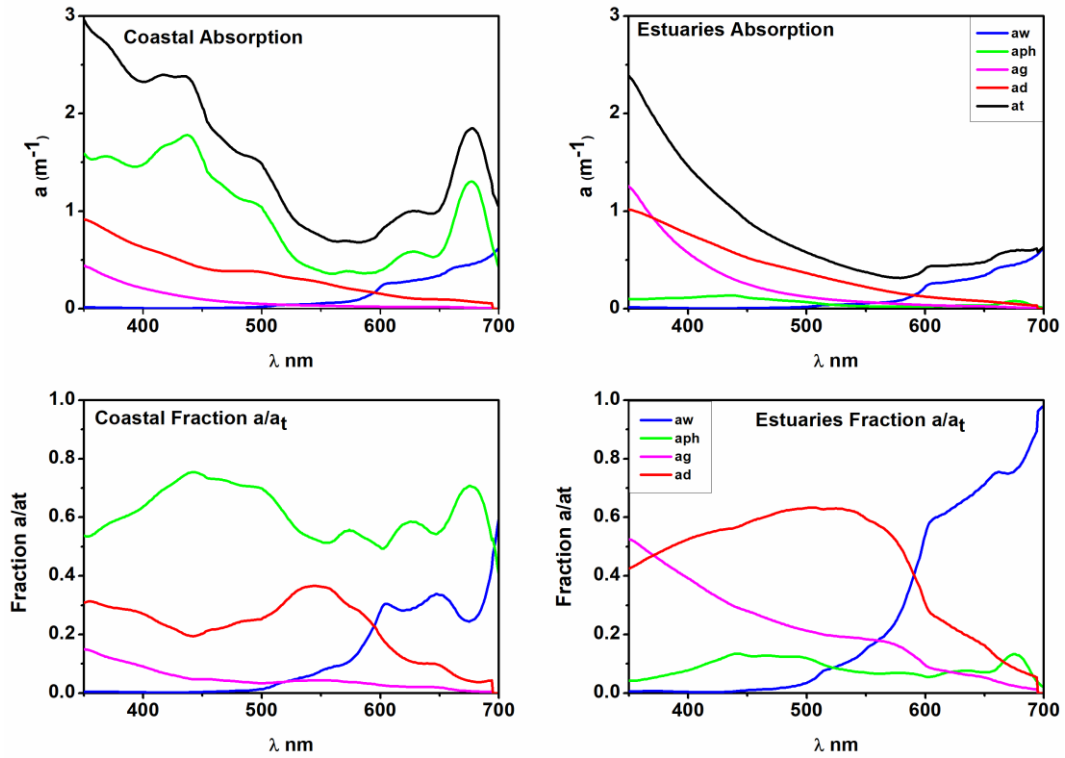 Coastal Absorption
a (m-1)
3
2
1
0
400 500 600 700
λ nm
Estuaries Absorption
aw
aph
ag
ad
at
a (m-1)
3
2
1
0
400 500 600 700
λ nm
Coastal Fraction a/at
aw
aph
ag
ad
Fraction a/at
1.0
0.8
0.6
0.4
0.2
0.0
400 500 600 700
λ nm
Estuaries Fraction a/at
aw
aph
ag
ad
Fraction a/at
1.0
0.8
0.6
0.4
0.2
0.0
400 500 600 700
λ nm